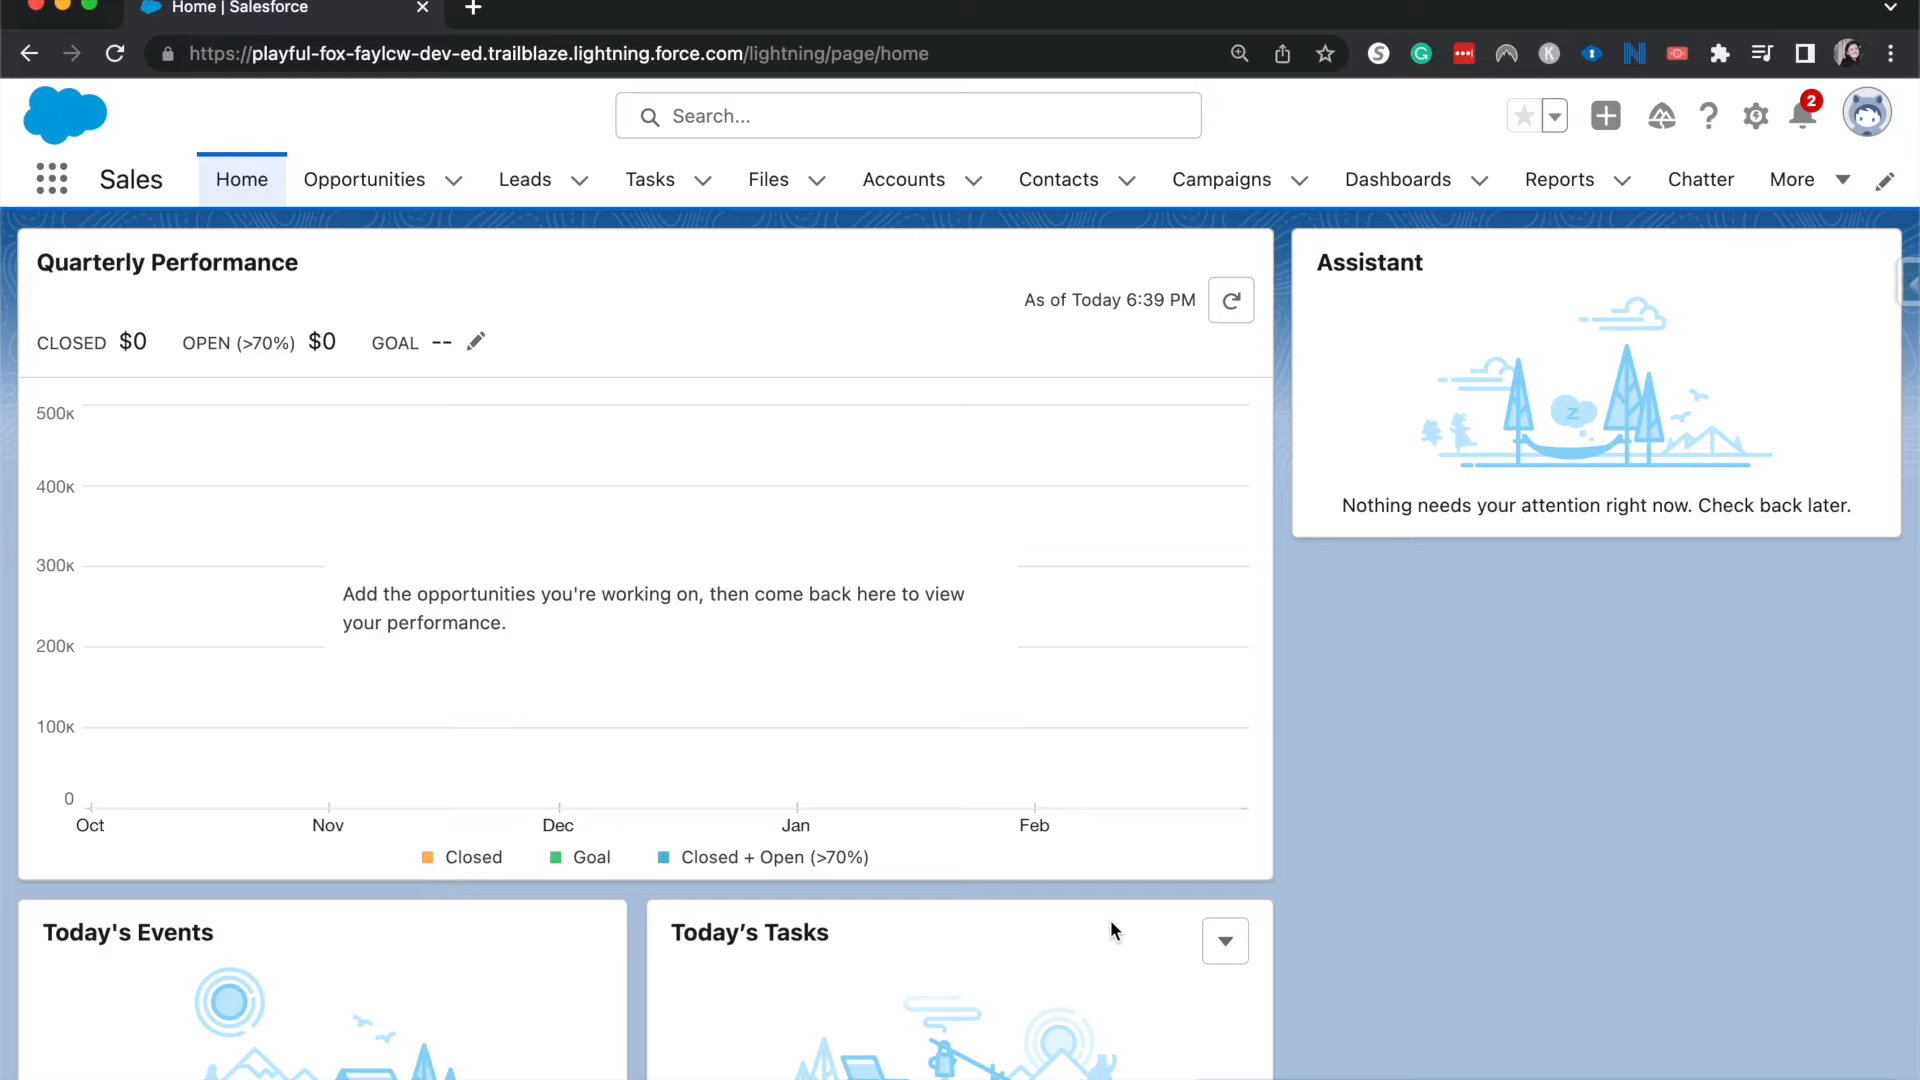 Home | Salesforce
https://playful-fox-faylcw-dev-ed.trailblaze.lightning.force.com/lightning/page/home
Search...
2
Sales
Home
Opportunities
Leads
Tasks
Files
Accounts
Contacts
Campaigns
Dashboards
Reports
Chatter
More
Quarterly Performance
As of Today 6:39 PM
CLOSED $0 OPEN (>70%) $0 GOAL --
500K
400K
300K
200K
100K
0
Add the opportunities you're working on, then come back here to view
your performance.
Oct Nov Dec Jan Feb
Closed Goal Closed + Open (>70%)
Assistant
Z
Nothing needs your attention right now. Check back later.
Today's Events
Today's Tasks